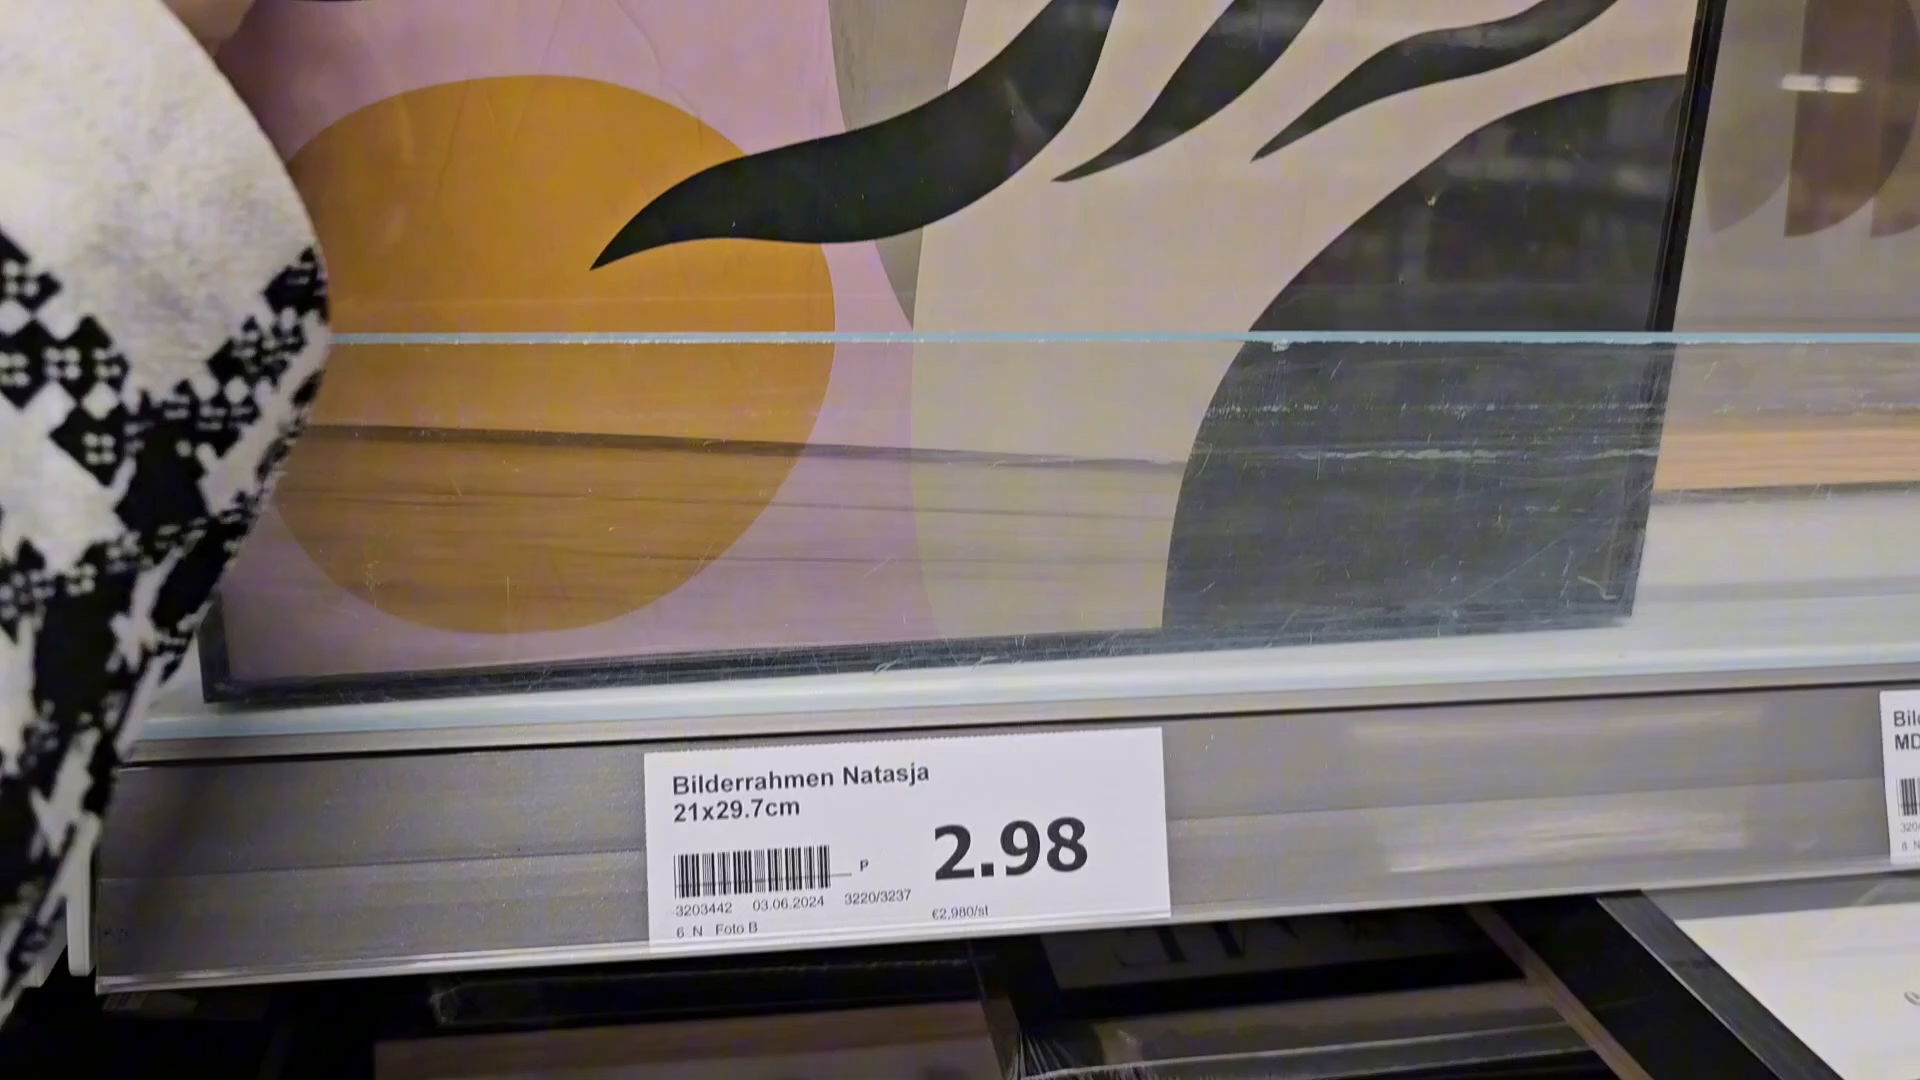 Bilderrahmen Natasja
21x29.7cm
P
2.98
3203442 03.06.2024 3220/3237
€2,980/st
6 N Foto B